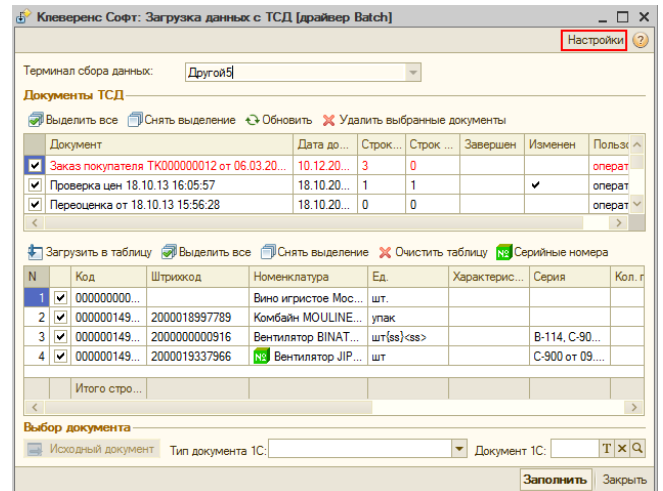 Клеверенс Софт: Загрузка данных с ТСД [драйвер Batch]
Настройки ?
Терминал сбора данных: Другой5
Документы ТСД
Выделить все Снять выделение Обновить Удалить выбранные документы
Документ Дата до... Строк... Строк ... Завершен Изменен Пользо
Заказ покупателя ТК000000012 от 06.03.20... 10.12.20... 3 0 операт
Проверка цен 18.10.13 16:05:57 18.10.20... 1 1 операт
Переоценка от 18.10.13 15:56:28 18.10.20... 0 0 операт
Загрузить в таблицу Выделить все Снять выделение Очистить таблицу № Серийные номера
N Код Штрихкод Номенклатура Ед. Характерис... Серия Кол. п
1 000000000... Вино игристое Мос... шт.
2 000000149... 2000018997789 Комбайн MOULINE... упак
3 000000149... 2000000000916 Вентилятор BINAT... шт{ss}<ss> B-114, C-90...
4 000000149... 2000019337966 № Вентилятор JIP... шт C-900 от 09....
Итого стро...
Выбор документа
Исходный документ Тип документа 1С: Документ 1С: T
Заполнить Закрыть